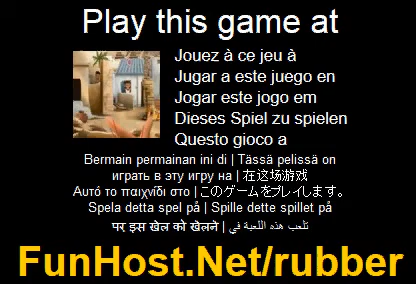 Play this game at
Jouez à ce jeu à
Jugar a este juego en
Jogar este jogo em
Dieses Spiel zu spielen
Questo gioco a
Bermain permainan ini di | Tässä pelissä on
играть в эту игру на | 在这场游戏
Αυτό το παιχνίδι στο | このゲームをプレイします。
Spela detta spel på | Spille dette spillet på
पर इस खेल को खेलने | تلعب هذه اللعبة في
FunHost.Net/rubber